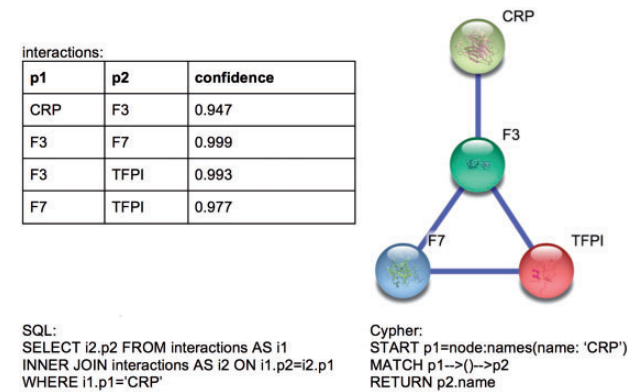 CRP
interactions:
p1 p2 confidence
CRP F3 0.947
F3 F7 0.999
F3 TFPI 0.993
F7 TFPI 0.977
F3
F7
TFPI
SQL:
SELECT i2.p2 FROM interactions AS i1
INNER JOIN interactions AS i2 ON i1.p2=i2.p1
WHERE i1.p1='CRP'
Cypher:
START p1=node:names(name: ‘CRP’)
MATCH p1-->()-->p2
RETURN p2.name